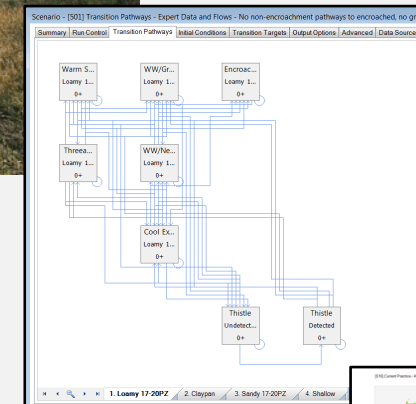 Scenario - [501] Transition Pathways - Expert Data and Flows - No non-encroachment pathways to encroached, no gr
Summary Run Control Transition Pathways Initial Conditions Transition Targets Output Options Advanced Data Source
Warm S... WW/Gr... Encroac...
Loamy 1... Loamy 1... Loamy 1...
0+ 0+ 0+
Threea... WW/Ne...
Loamy 1... Loamy 1...
0+ 0+
Cool Ex...
Loamy 1...
0+
Thistle Thistle
Undetect... Detected
0+ 0+
1. Loamy 17-20PZ 2. Claypan 3. Sandy 17-20PZ 4. Shallow